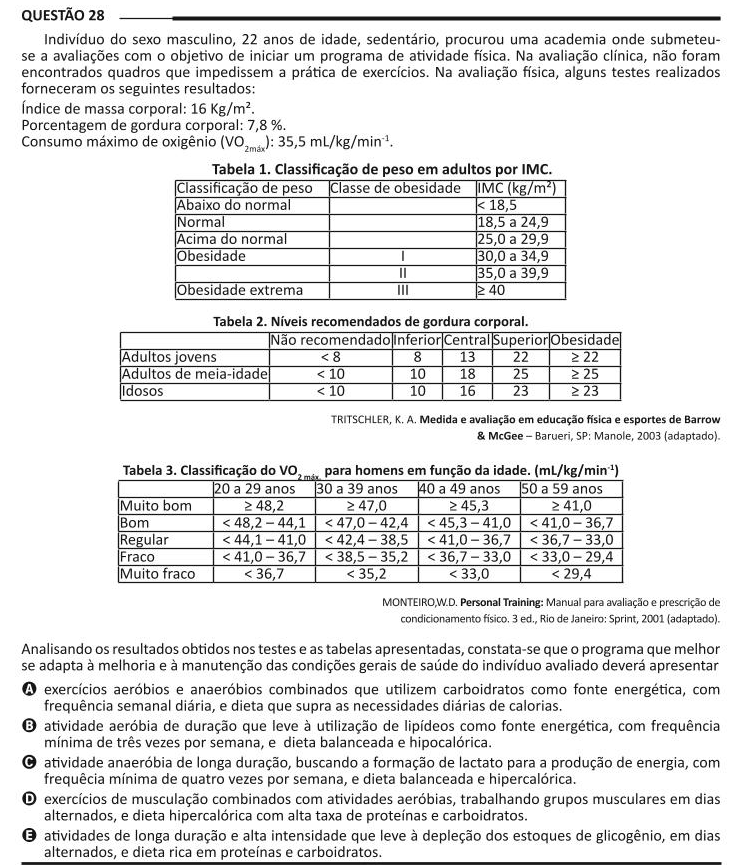 QUESTÃO 28
Indivíduo do sexo masculino, 22 anos de idade, sedentário, procurou uma academia onde submeteu-
se a avaliações com o objetivo de iniciar um programa de atividade física. Na avaliação clínica, não foram
encontrados quadros que impedissem a prática de exercícios. Na avaliação física, alguns testes realizados
forneceram os seguintes resultados:
Índice de massa corporal: 16 Kg/m².
Porcentagem de gordura corporal: 7,8 %.
Consumo máximo de oxigênio (VO2máx): 35,5 mL/kg/min-1.
Tabela 1. Classificação de peso em adultos por IMC.
Classificação de peso Classe de obesidade IMC (kg/m²)
Abaixo do normal < 18,5
Normal 18,5 a 24,9
Acima do normal 25,0 a 29,9
Obesidade I 30,0 a 34,9
II 35,0 a 39,9
Obesidade extrema III ≥ 40
Tabela 2. Níveis recomendados de gordura corporal.
Não recomendado Inferior Central Superior Obesidade
Adultos jovens < 8 8 13 22 ≥ 22
Adultos de meia-idade < 10 10 18 25 ≥ 25
Idosos < 10 10 16 23 ≥ 23
TRITSCHLER, K. A. Medida e avaliação em educação física e esportes de Barrow
& McGee – Barueri, SP: Manole, 2003 (adaptado).
Tabela 3. Classificação do VO2 máx. para homens em função da idade. (mL/kg/min-1)
20 a 29 anos 30 a 39 anos 40 a 49 anos 50 a 59 anos
Muito bom ≥ 48,2 ≥ 47,0 ≥ 45,3 ≥ 41,0
Bom < 48,2 – 44,1 < 47,0 – 42,4 < 45,3 – 41,0 < 41,0 – 36,7
Regular < 44,1 – 41,0 < 42,4 – 38,5 < 41,0 – 36,7 < 36,7 – 33,0
Fraco < 41,0 – 36,7 < 38,5 – 35,2 < 36,7 – 33,0 < 33,0 – 29,4
Muito fraco < 36,7 < 35,2 < 33,0 < 29,4
MONTEIRO,W.D. Personal Training: Manual para avaliação e prescrição de
condicionamento físico. 3 ed., Rio de Janeiro: Sprint, 2001 (adaptado).
Analisando os resultados obtidos nos testes e as tabelas apresentadas, constata-se que o programa que melhor
se adapta à melhoria e à manutenção das condições gerais de saúde do indivíduo avaliado deverá apresentar
A exercícios aeróbios e anaeróbios combinados que utilizem carboidratos como fonte energética, com
frequência semanal diária, e dieta que supra as necessidades diárias de calorias.
B atividade aeróbia de duração que leve à utilização de lipídeos como fonte energética, com frequência
mínima de três vezes por semana, e dieta balanceada e hipocalórica.
C atividade anaeróbia de longa duração, buscando a formação de lactato para a produção de energia, com
frequêcia mínima de quatro vezes por semana, e dieta balanceada e hipercalórica.
D exercícios de musculação combinados com atividades aeróbias, trabalhando grupos musculares em dias
alternados, e dieta hipercalórica com alta taxa de proteínas e carboidratos.
E atividades de longa duração e alta intensidade que leve à depleção dos estoques de glicogênio, em dias
alternados, e dieta rica em proteínas e carboidratos.